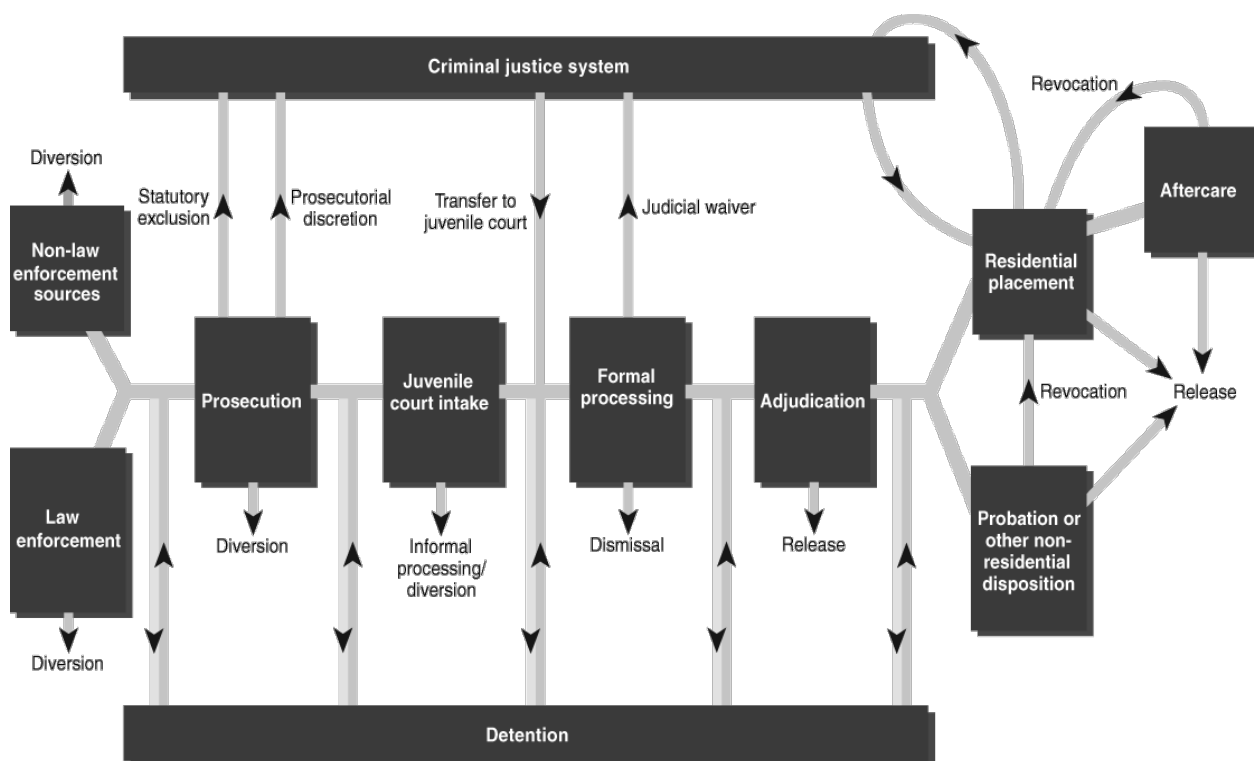 Criminal justice system
Revocation
Diversion
Aftercare
Statutory
exclusion
Prosecutorial
discretion
Transfer to
juvenile court
Judicial waiver
Non-law
enforcement
sources
Residential
placement
Prosecution
Juvenile
court intake
Formal
processing
Adjudication
Revocation
Release
Law
enforcement
Diversion
Informal
processing/
diversion
Dismissal
Release
Probation or
other non-
residential
disposition
Diversion
Detention